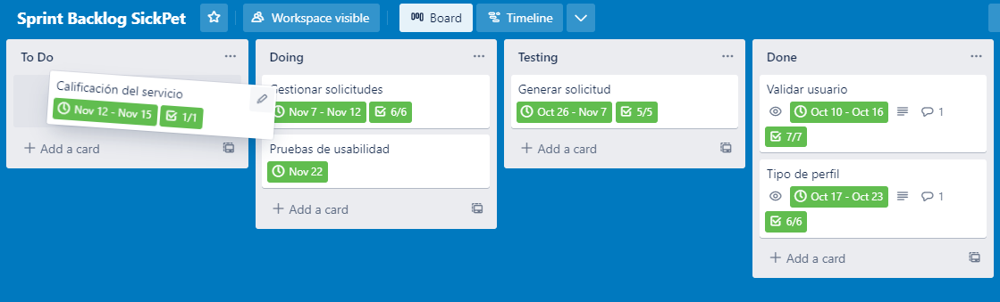 Sprint Backlog SickPet
Workspace visible
Board
Timeline
To Do
Calificación del servicio
Nov 12 - Nov 15
1/1
Add a card
Doing
Gestionar solicitudes
Nov 7 - Nov 12
6/6
Pruebas de usabilidad
Nov 22
Add a card
Testing
Generar solicitud
Oct 26 - Nov 7
5/5
Add a card
Done
Validar usuario
Oct 10 - Oct 16
1
7/7
Tipo de perfil
Oct 17 - Oct 23
1
6/6
Add a card